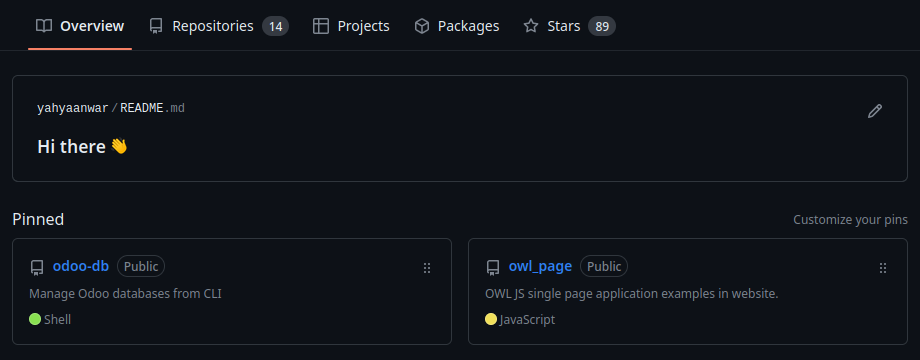 Overview Repositories 14 Projects Packages Stars 89
yahyaanwar/README.md
Hi there 👋
Pinned Customize your pins
odoo-db Public
Manage Odoo databases from CLI
Shell
owl_page Public
OWL JS single page application examples in website.
JavaScript